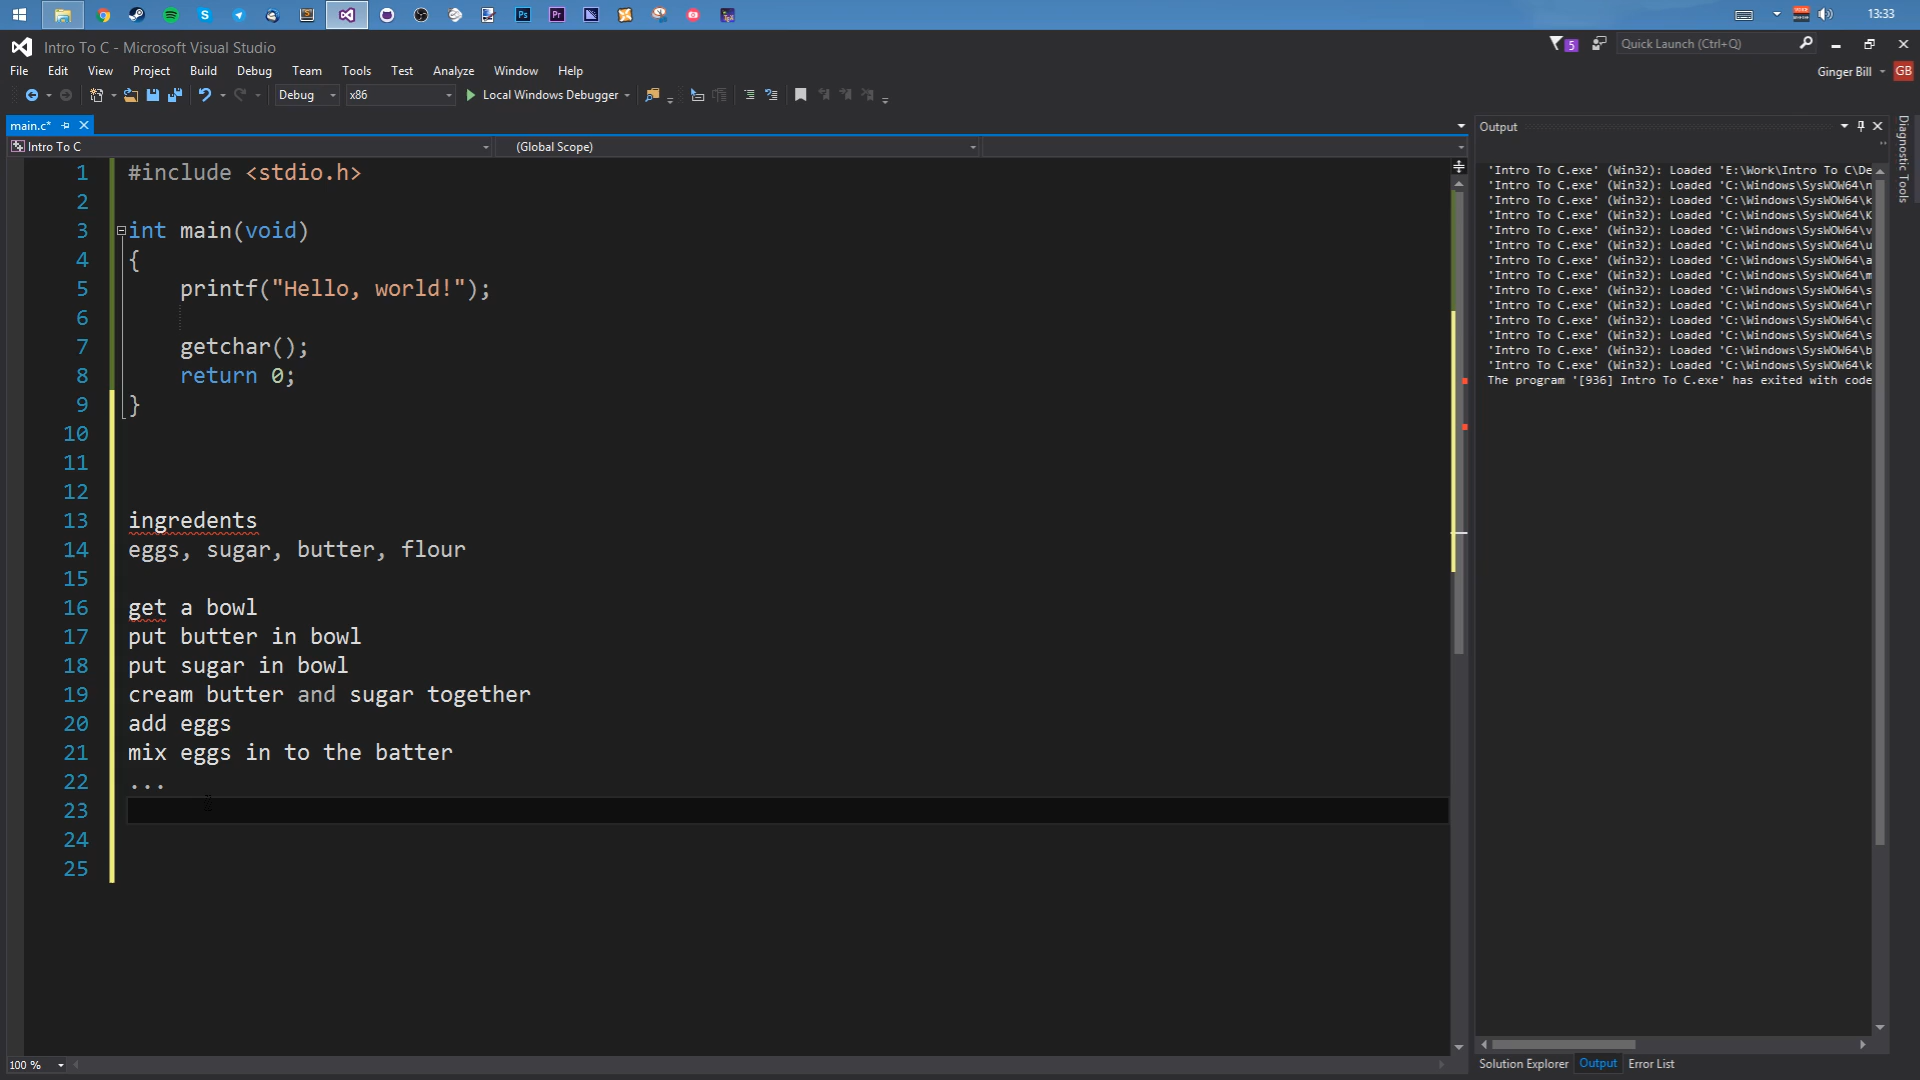 13:33
Intro To C - Microsoft Visual Studio
5
Quick Launch (Ctrl+Q)
File Edit View Project Build Debug Team Tools Test Analyze Window Help
Ginger Bill GB
Debug x86 Local Windows Debugger
main.c*
Intro To C (Global Scope)
1 #include <stdio.h>
2
3 int main(void)
4 {
5 printf("Hello, world!");
6
7 getchar();
8 return 0;
9 }
10
11
12
13 ingredents
14 eggs, sugar, butter, flour
15
16 get a bowl
17 put butter in bowl
18 put sugar in bowl
19 cream butter and sugar together
20 add eggs
21 mix eggs in to the batter
22 ...
23
24
25
100 %
Output
'Intro To C.exe' (Win32): Loaded 'E:\Work\Intro To C\De
'Intro To C.exe' (Win32): Loaded 'C:\Windows\SysWOW64\n
'Intro To C.exe' (Win32): Loaded 'C:\Windows\SysWOW64\k
'Intro To C.exe' (Win32): Loaded 'C:\Windows\SysWOW64\K
'Intro To C.exe' (Win32): Loaded 'C:\Windows\SysWOW64\v
'Intro To C.exe' (Win32): Loaded 'C:\Windows\SysWOW64\u
'Intro To C.exe' (Win32): Loaded 'C:\Windows\SysWOW64\a
'Intro To C.exe' (Win32): Loaded 'C:\Windows\SysWOW64\m
'Intro To C.exe' (Win32): Loaded 'C:\Windows\SysWOW64\s
'Intro To C.exe' (Win32): Loaded 'C:\Windows\SysWOW64\r
'Intro To C.exe' (Win32): Loaded 'C:\Windows\SysWOW64\c
'Intro To C.exe' (Win32): Loaded 'C:\Windows\SysWOW64\s
'Intro To C.exe' (Win32): Loaded 'C:\Windows\SysWOW64\b
'Intro To C.exe' (Win32): Loaded 'C:\Windows\SysWOW64\k
The program '[936] Intro To C.exe' has exited with code
Solution Explorer Output Error List
Diagnostic Tools